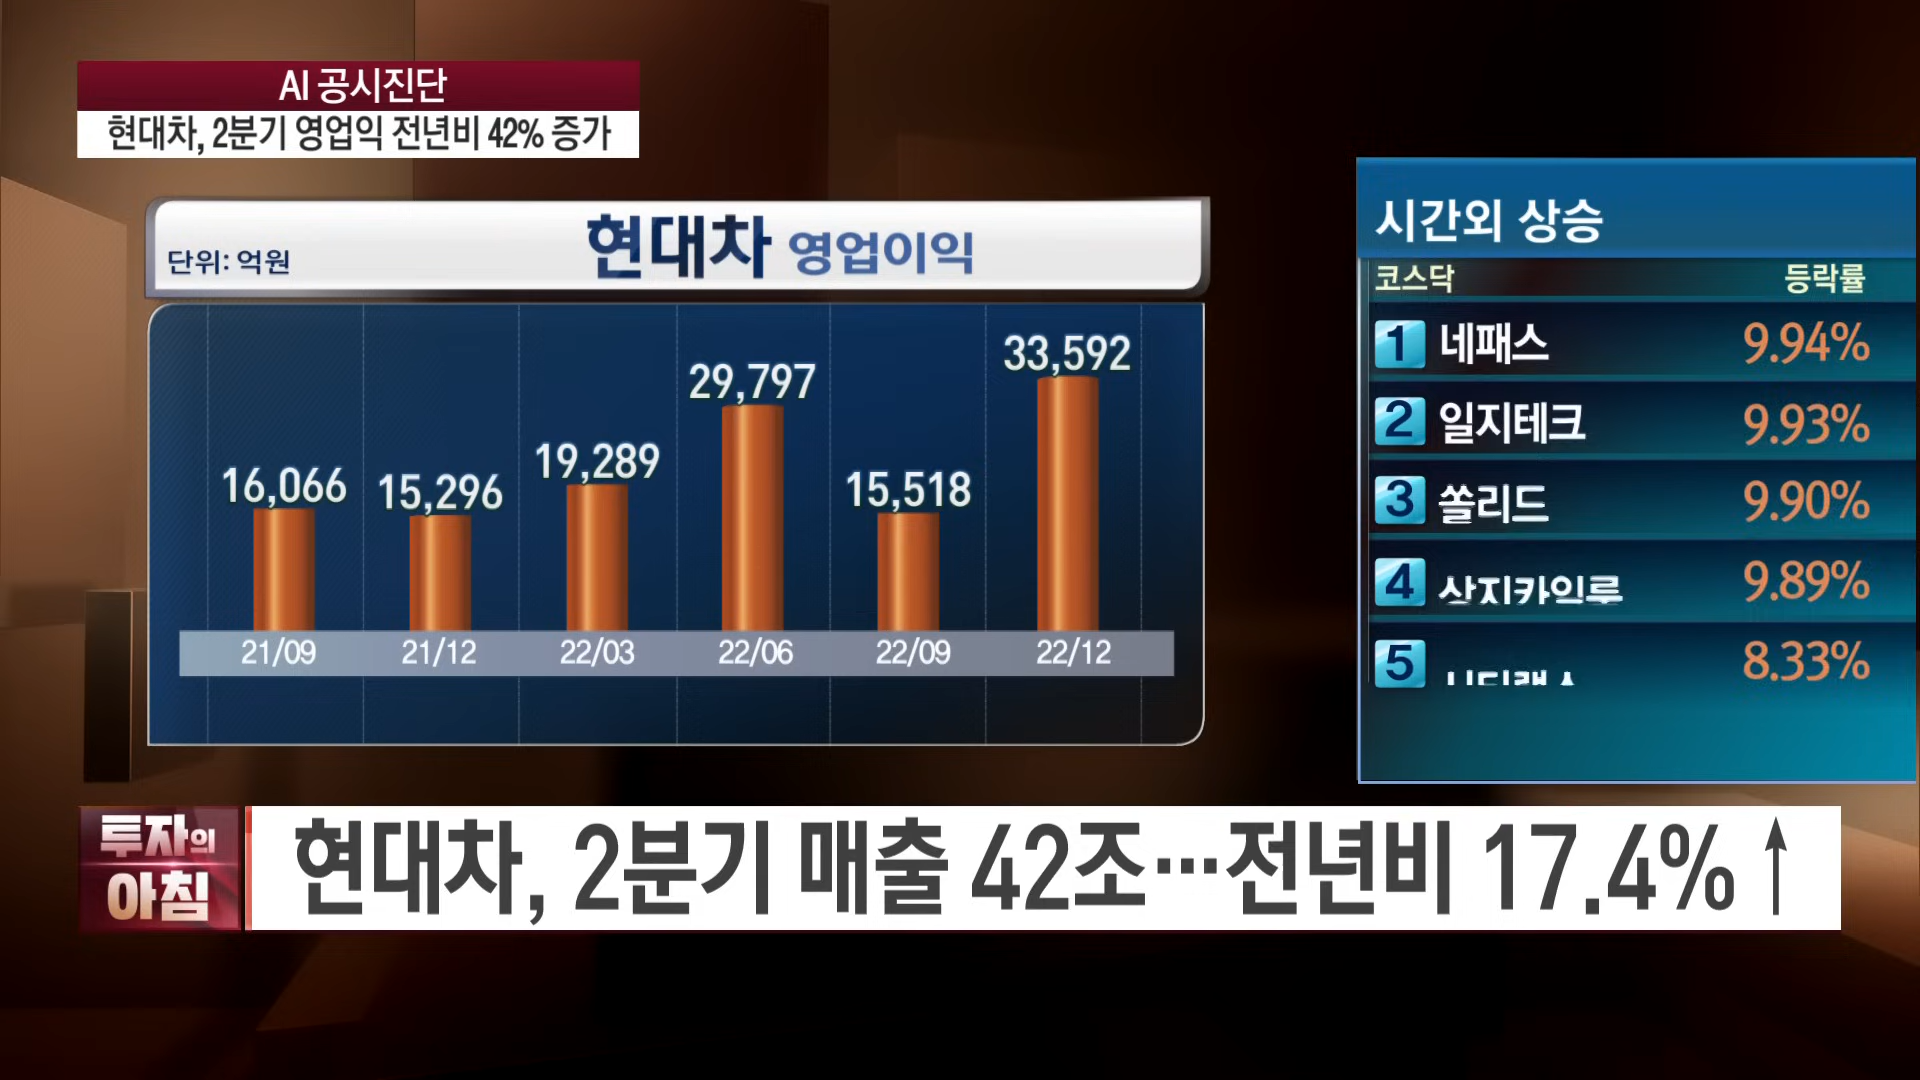 AI 공시진단
현대차, 2분기 영업익 전년비 42% 증가
단위: 억원
현대차 영업이익
16,066
15,296
19,289
29,797
15,518
33,592
21/09
21/12
22/03
22/06
22/09
22/12
시간외 상승
코스닥 등락률
1 네패스 9.94%
2 일지테크 9.93%
3 쏠리드 9.90%
4 9.89%
5 8.33%
투자의
아침
현대차, 2분기 매출 42조…전년비 17.4%↑